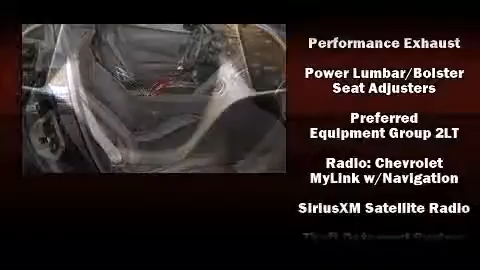 Performance Exhaust
Power Lumbar/Bolster
Seat Adjusters
Preferred
Equipment Group 2LT
Radio: Chevrolet
MyLink w/Navigation
SiriusXM Satellite Radio